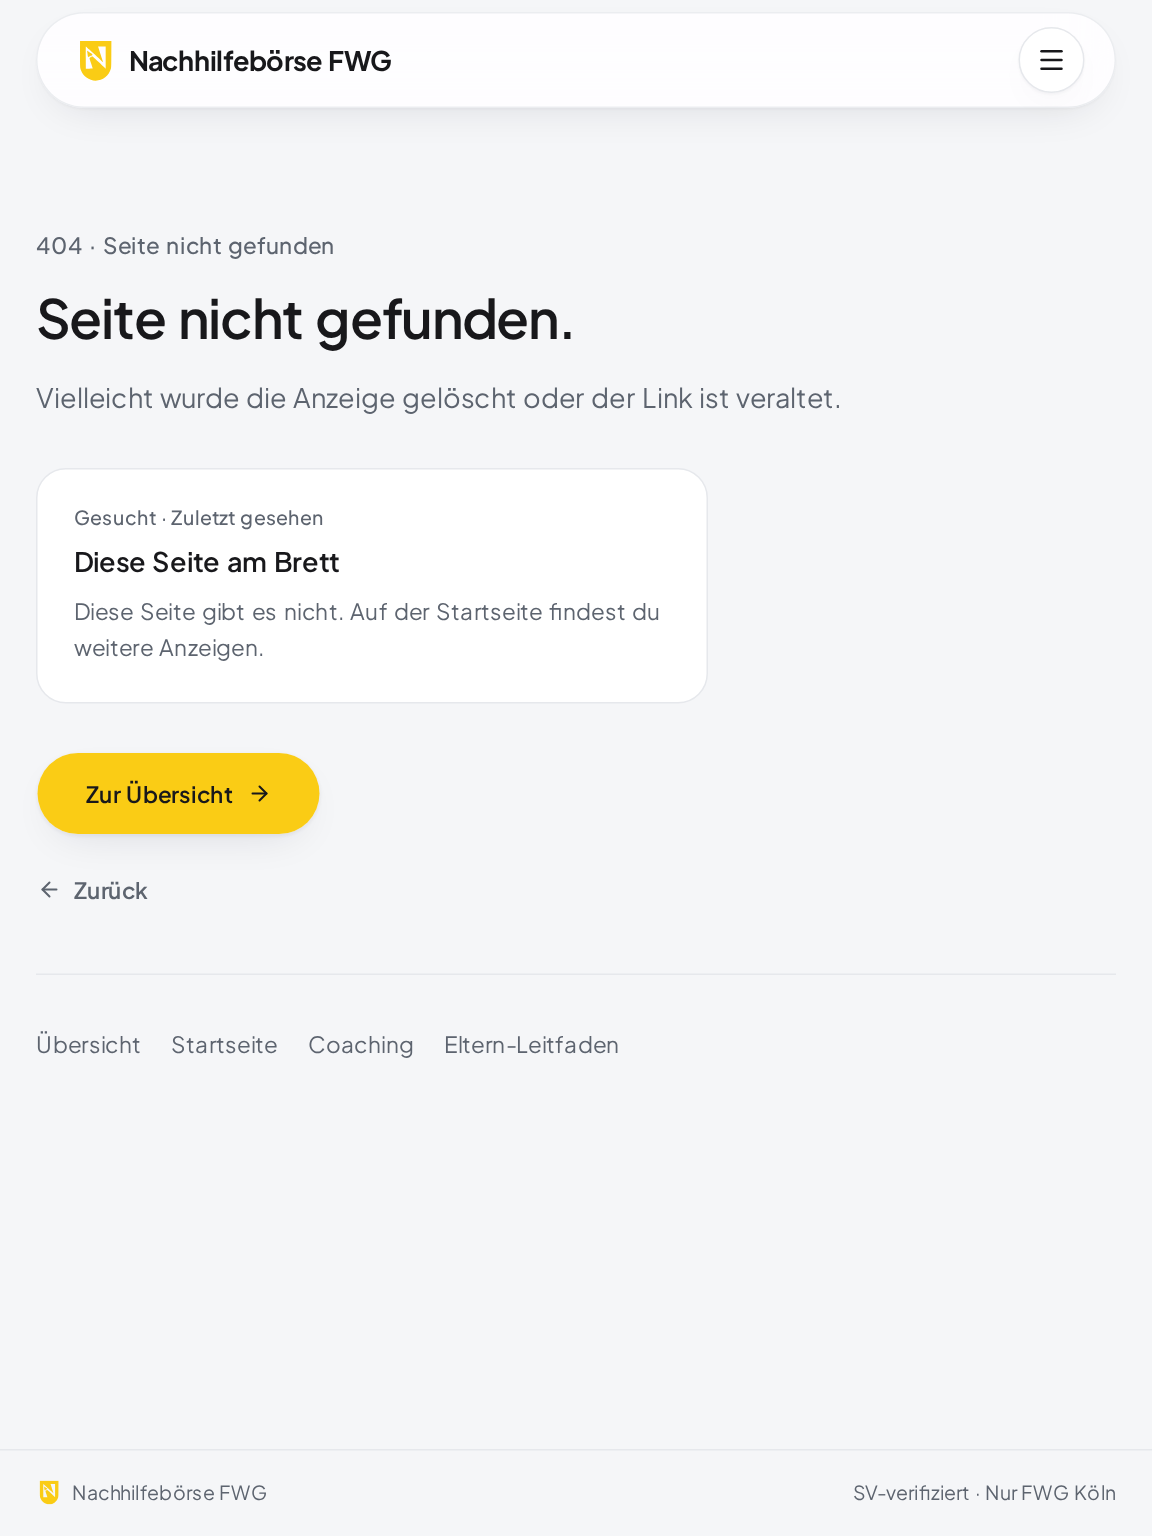 Nachhilfebörse FWG
404 · Seite nicht gefunden
Seite nicht gefunden.
Vielleicht wurde die Anzeige gelöscht oder der Link ist veraltet.
Gesucht · Zuletzt gesehen
Diese Seite am Brett
Diese Seite gibt es nicht. Auf der Startseite findest du
weitere Anzeigen.
Zur Übersicht
Zurück
Übersicht Startseite Coaching Eltern-Leitfaden
Nachhilfebörse FWG SV-verifiziert · Nur FWG Köln